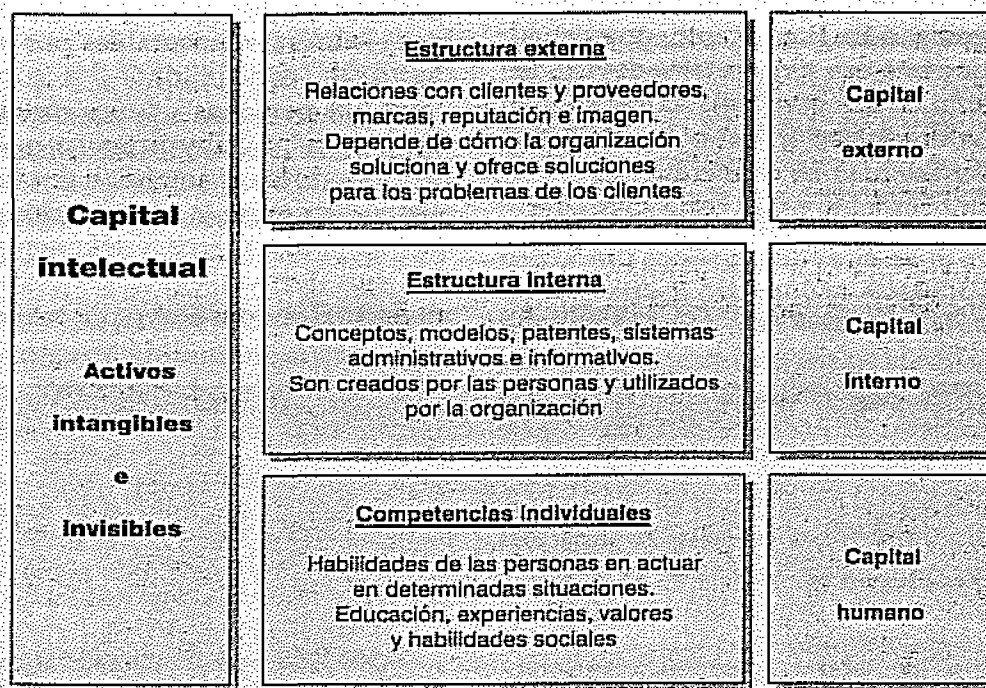 Capital
intelectual
Activos
intangibles
e
invisibles
Estructura externa
Relaciones con clientes y proveedores,
marcas, reputación e imagen.
Depende de cómo la organización
soluciona y ofrece soluciones
para los problemas de los clientes
Capital
externo
Estructura interna
Conceptos, modelos, patentes, sistemas
administrativos e informativos.
Son creados por las personas y utilizados
por la organización
Capital
interno
Competencias individuales
Habilidades de las personas en actuar
en determinadas situaciones.
Educación, experiencias, valores
y habilidades sociales
Capital
humano